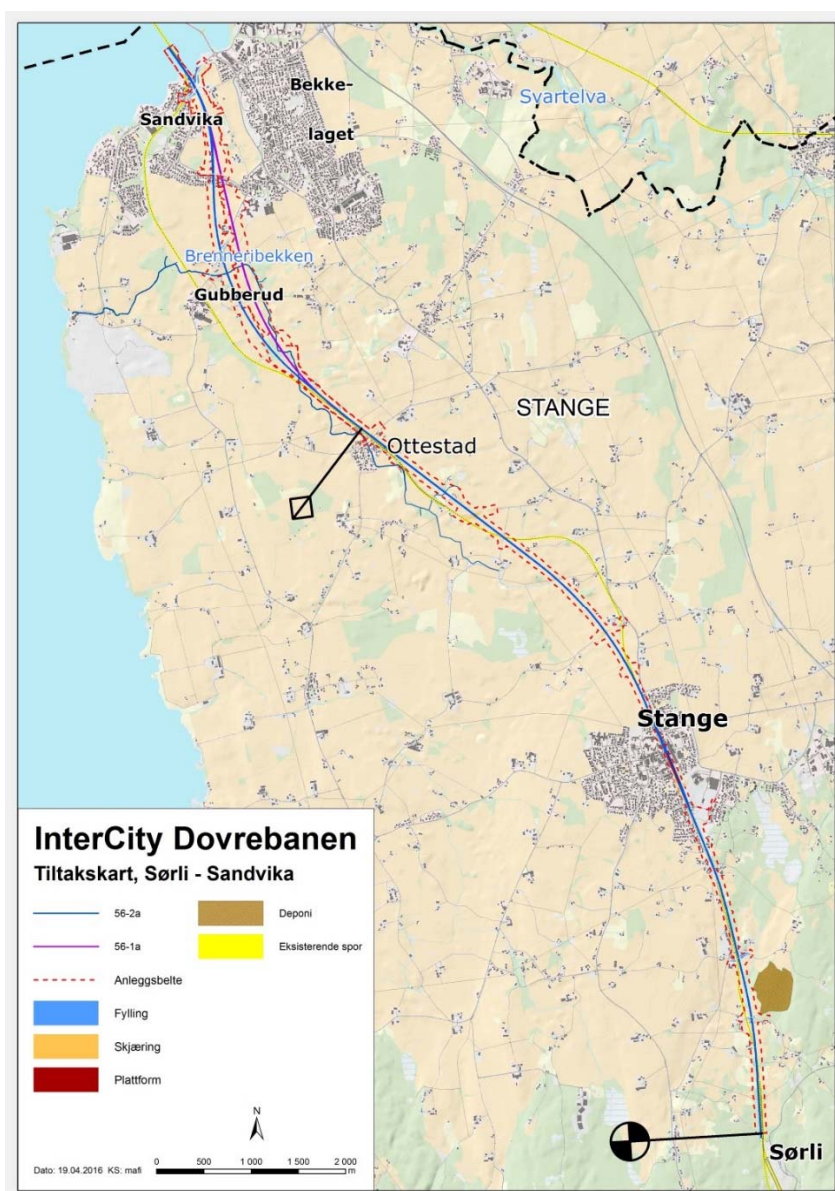 Bekke-
laget
Svartelva
Sandvika
Brenneribekken
Gubberud
STANGE
Ottestad
Stange
InterCity Dovrebanen
Tiltakskart, Sørli - Sandvika
56-2a
Deponi
56-1a
Eksisterende spor
Anleggsbelte
Fylling
Skjæring
Plattform
N
Dato: 19.04.2016 KS: mafi
0 500 1 000 1 500 2 000
m
Sørli